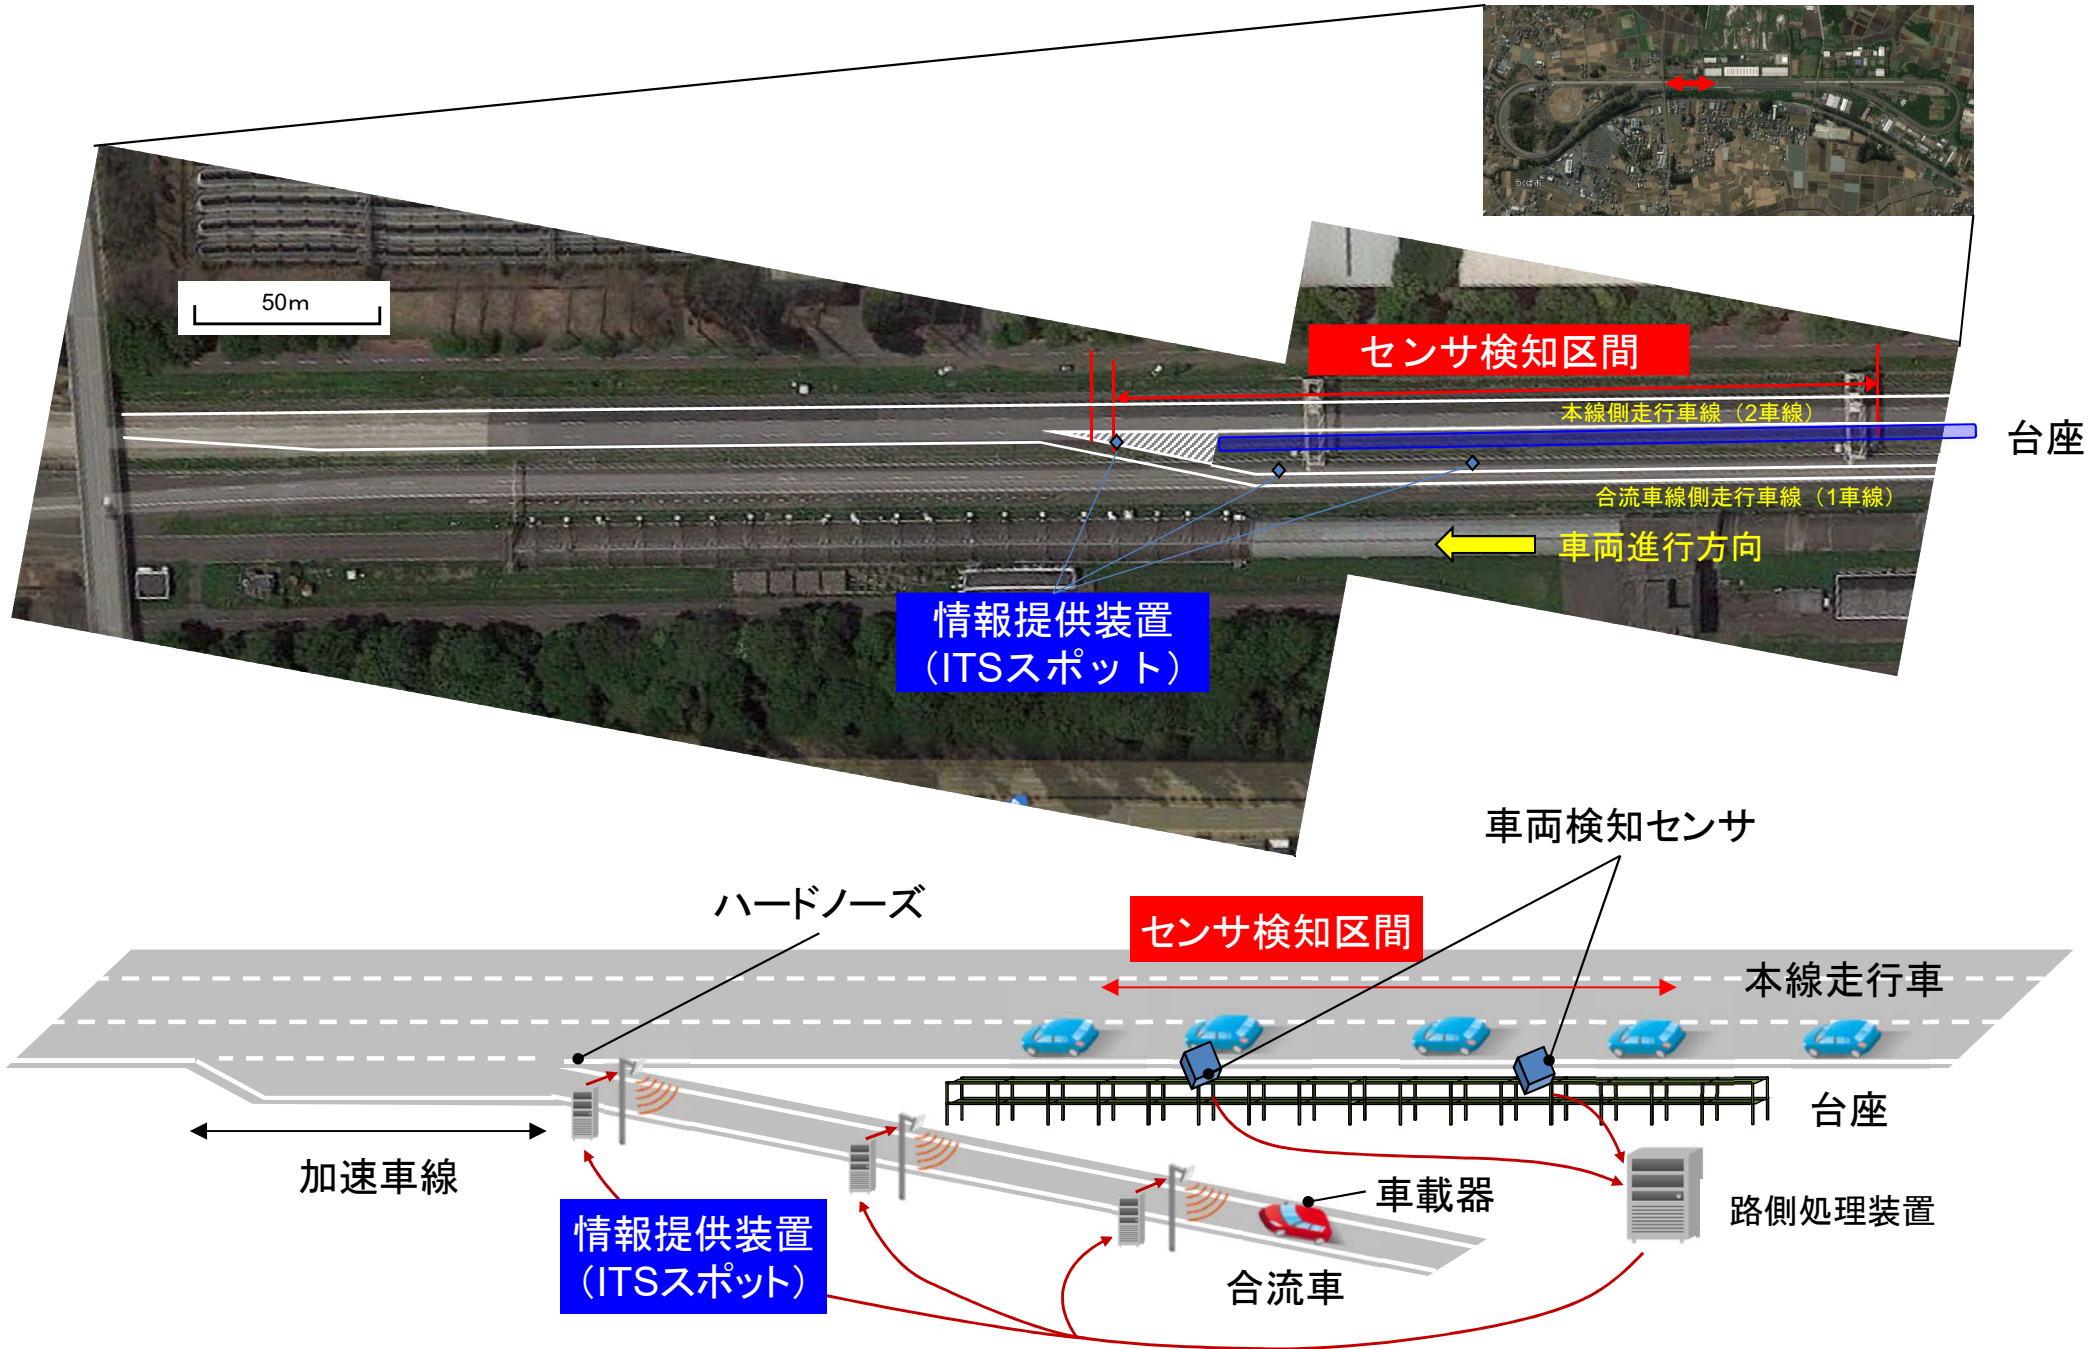 つくば市
50m
センサ検知区間
本線側走行車線（2車線）
台座
合流車線側走行車線（1車線）
車両進行方向
情報提供装置
（ITSスポット）
車両検知センサ
ハードノーズ
センサ検知区間
本線走行車
台座
加速車線
車載器
路側処理装置
情報提供装置
（ITSスポット）
合流車